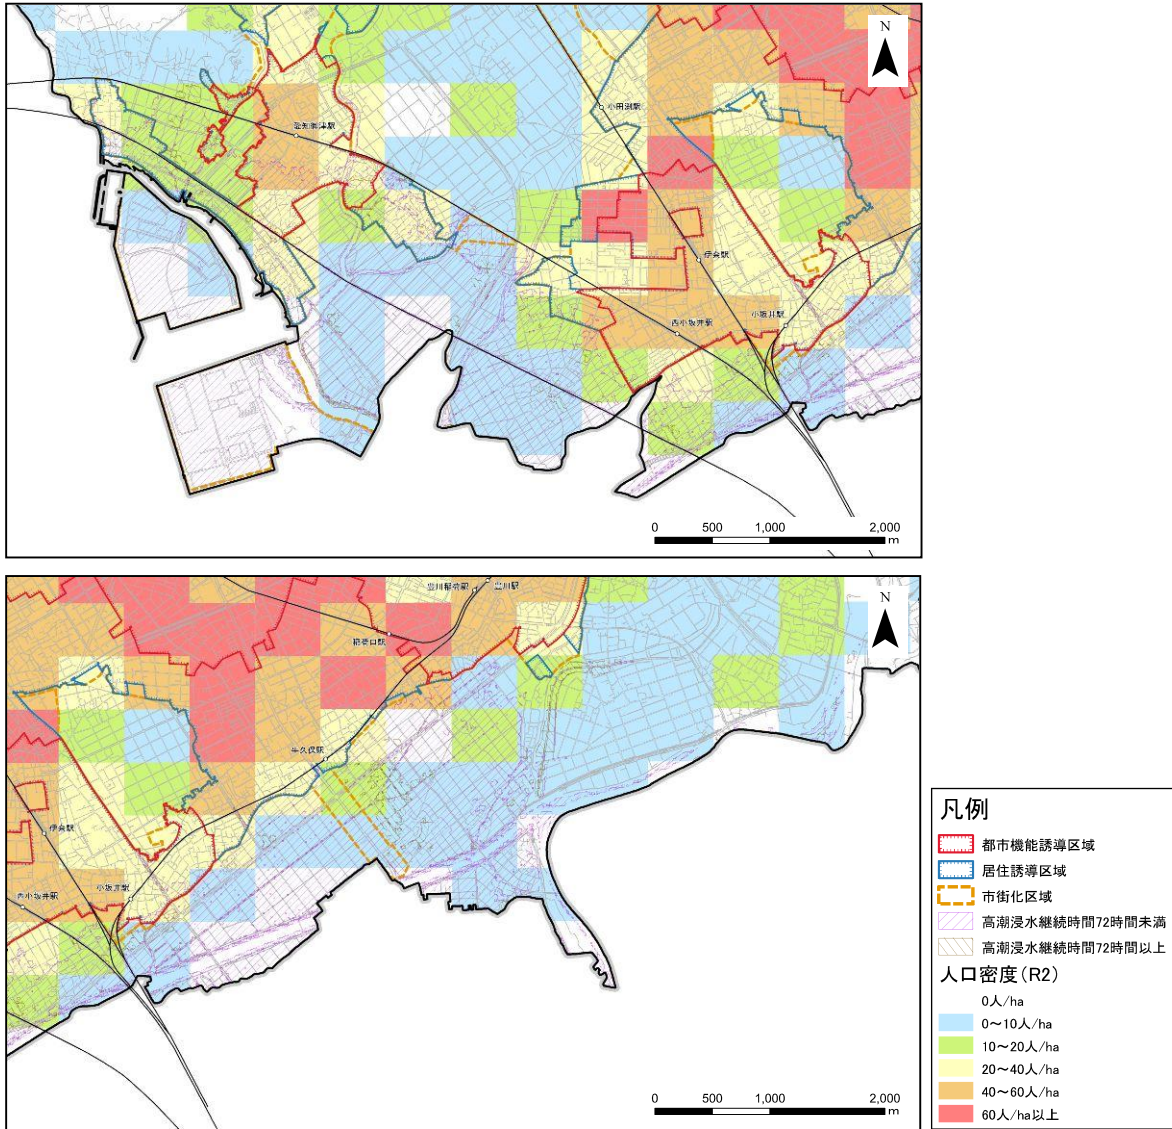 N
小田渕駅
愛知御津駅
伊奈駅
西小坂井駅
小坂井駅
0 500 1,000 2,000
m
豊川稲荷駅
豊川駅
N
稲荷口駅
牛久保駅
伊奈駅
小坂井駅
西小坂井駅
0 500 1,000 2,000
m
凡例
都市機能誘導区域
居住誘導区域
市街化区域
高潮浸水継続時間72時間未満
高潮浸水継続時間72時間以上
人口密度(R2)
0人/ha
0～10人/ha
10～20人/ha
20～40人/ha
40～60人/ha
60人/ha以上